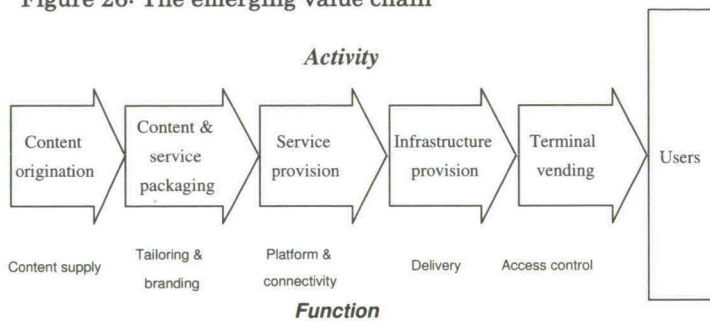 Figure 26: The emerging value chain
Activity
Content
origination
Content &
service
packaging
Service
provision
Infrastructure
provision
Terminal
vending
Users
Content supply
Tailoring &
branding
Platform &
connectivity
Delivery
Access control
Function